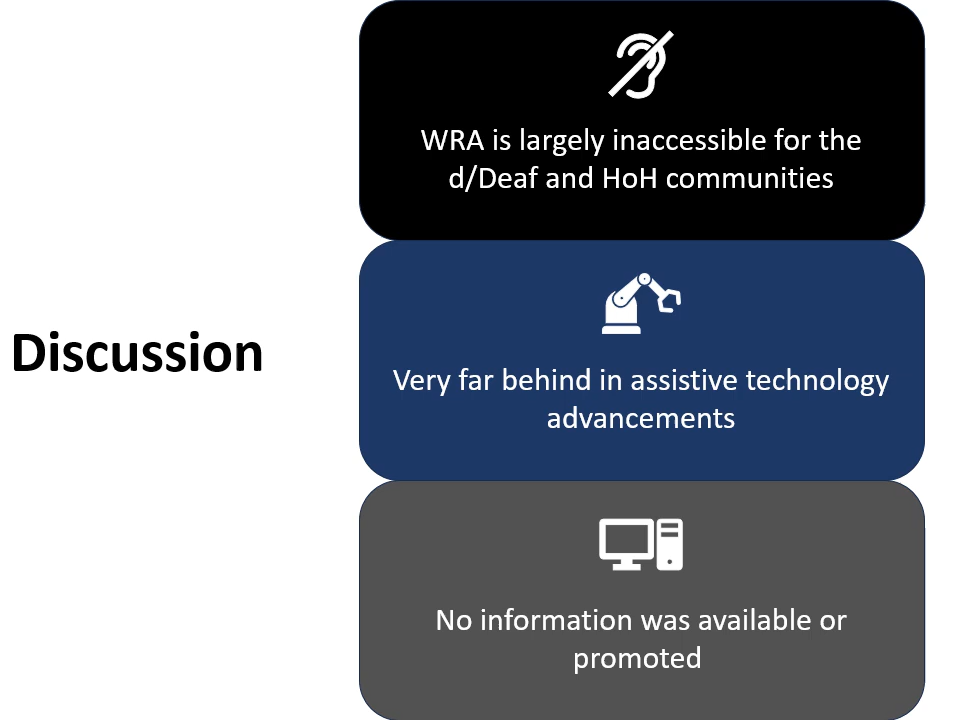 Discussion
WRA is largely inaccessible for the
d/Deaf and HoH communities
Very far behind in assistive technology
advancements
No information was available or
promoted